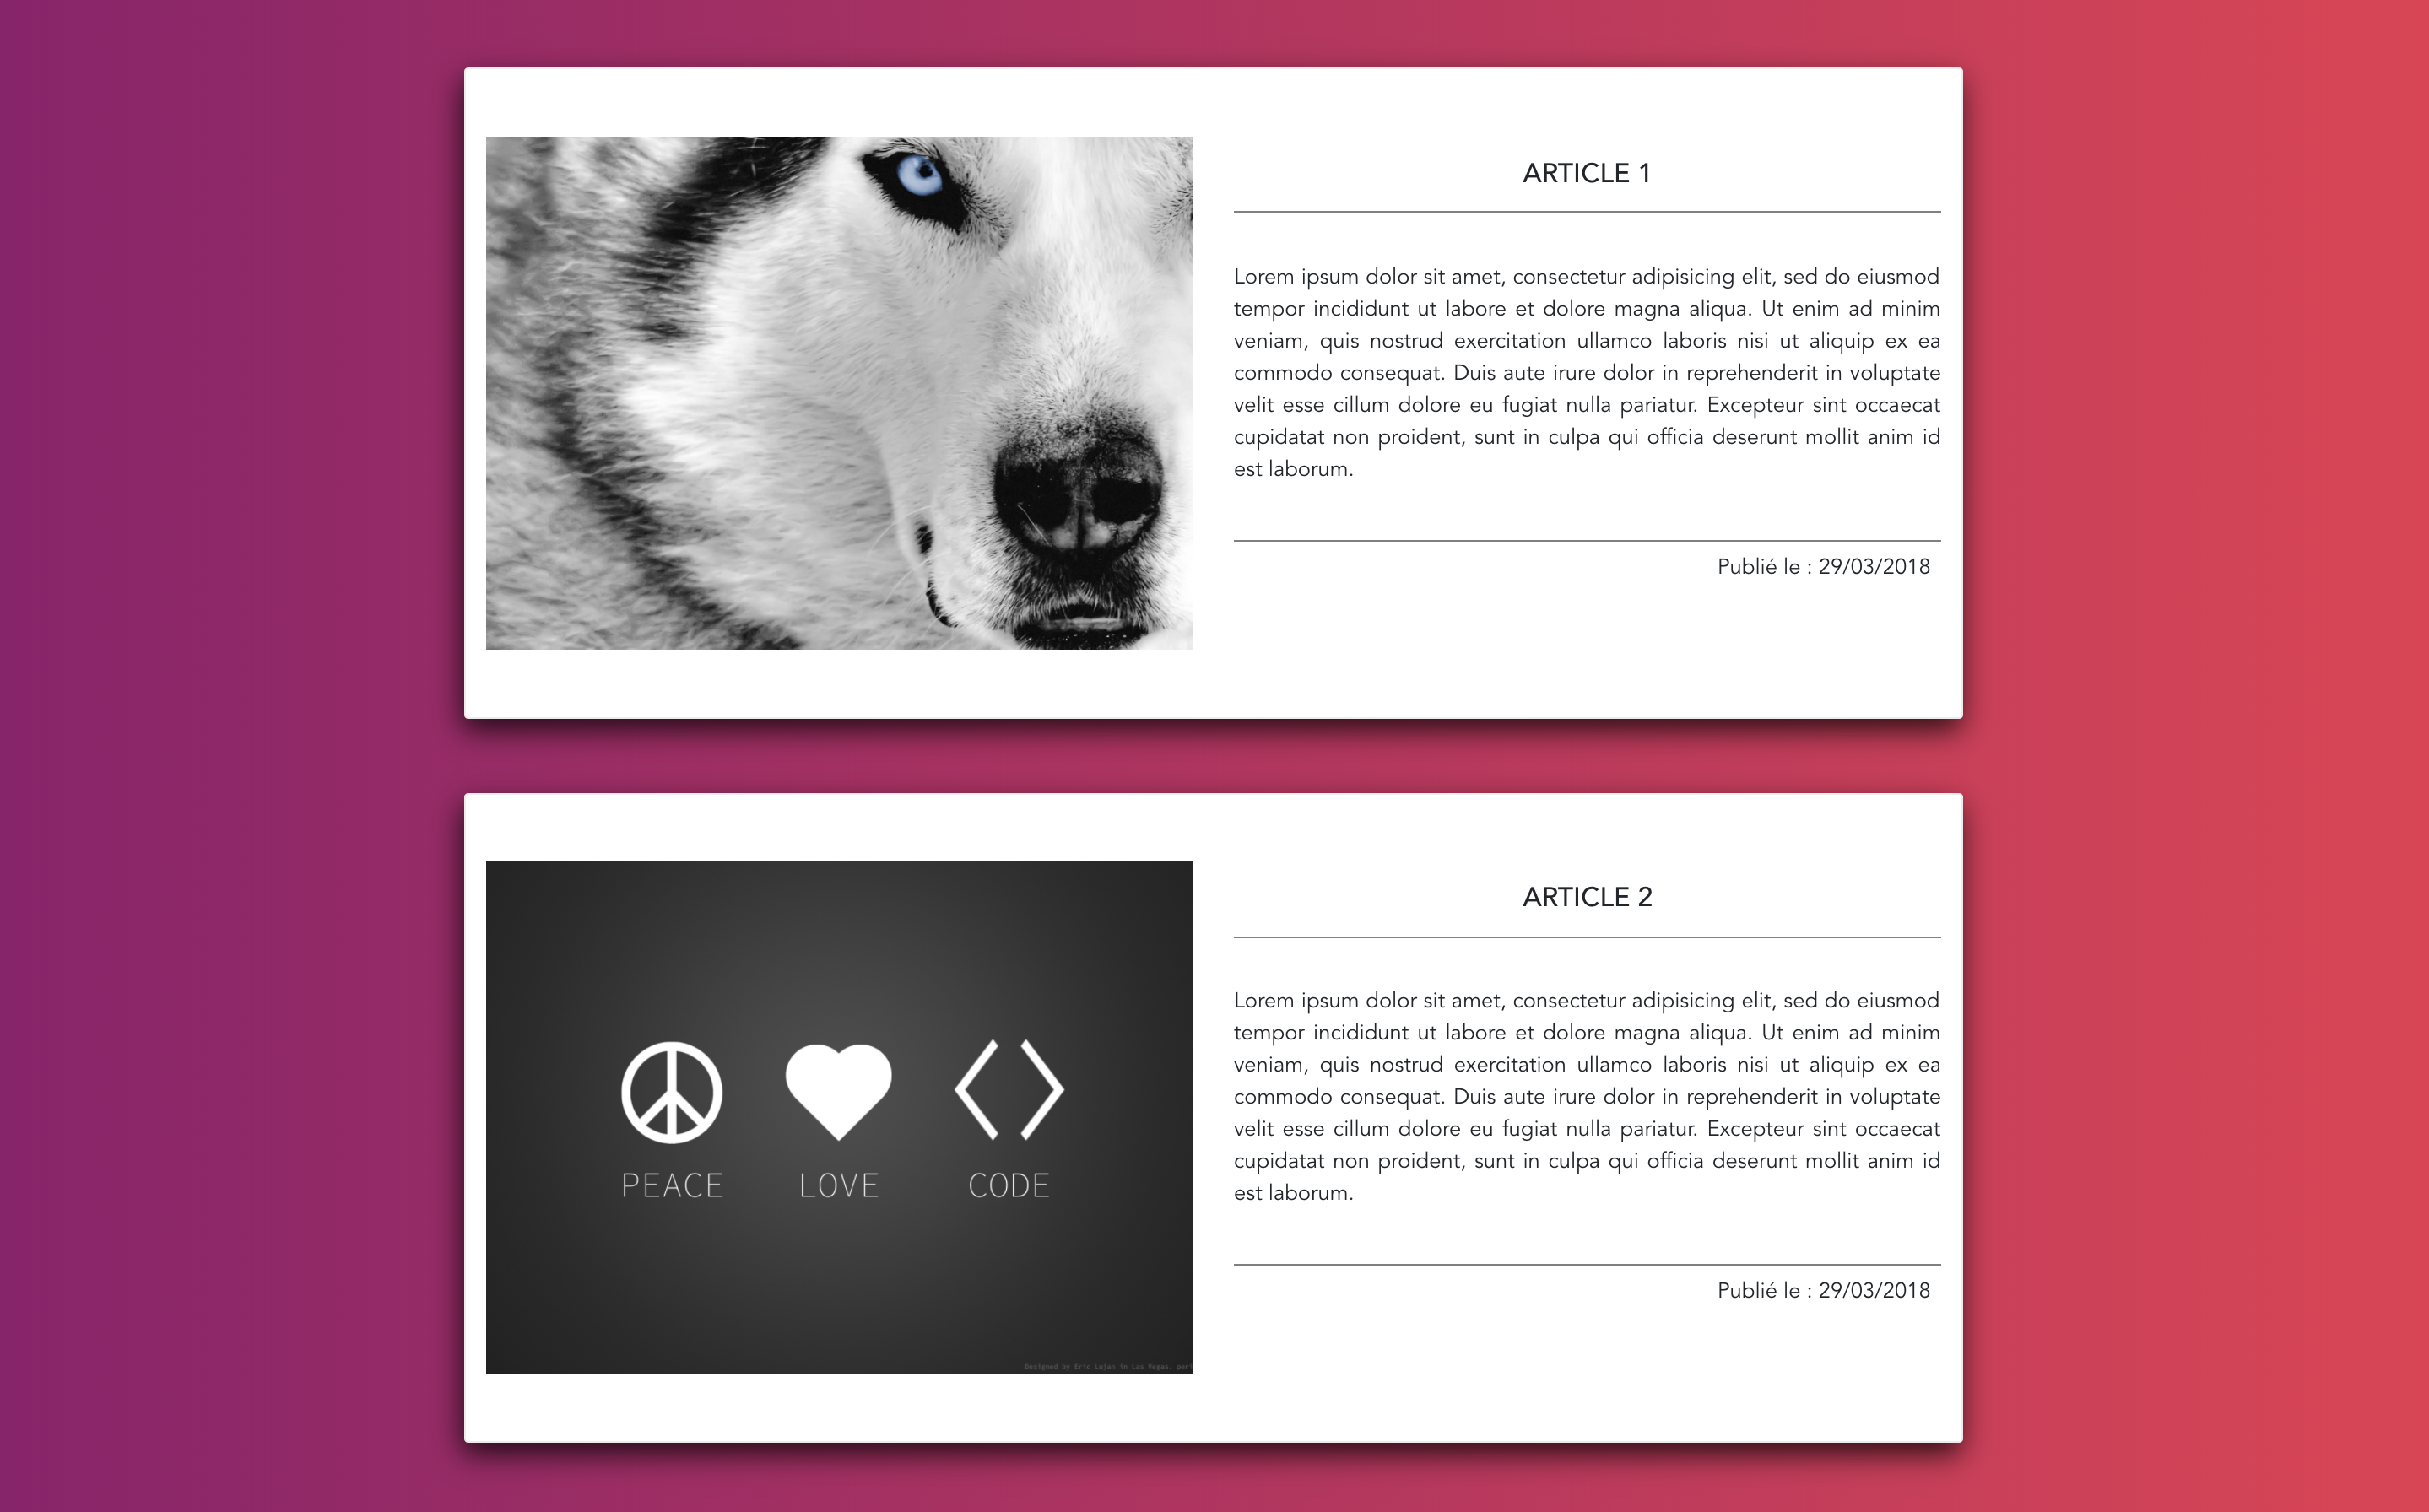 ARTICLE 1
Lorem ipsum dolor sit amet, consectetur adipisicing elit, sed do eiusmod
tempor incididunt ut labore et dolore magna aliqua. Ut enim ad minim
veniam, quis nostrud exercitation ullamco laboris nisi ut aliquip ex ea
commodo consequat. Duis aute irure dolor in reprehenderit in voluptate
velit esse cillum dolore eu fugiat nulla pariatur. Excepteur sint occaecat
cupidatat non proident, sunt in culpa qui officia deserunt mollit anim id
est laborum.
Publié le : 29/03/2018
PEACE LOVE CODE
Designed by Eric Lujan in Las Vegas,
ARTICLE 2
Lorem ipsum dolor sit amet, consectetur adipisicing elit, sed do eiusmod
tempor incididunt ut labore et dolore magna aliqua. Ut enim ad minim
veniam, quis nostrud exercitation ullamco laboris nisi ut aliquip ex ea
commodo consequat. Duis aute irure dolor in reprehenderit in voluptate
velit esse cillum dolore eu fugiat nulla pariatur. Excepteur sint occaecat
cupidatat non proident, sunt in culpa qui officia deserunt mollit anim id
est laborum.
Publié le : 29/03/2018